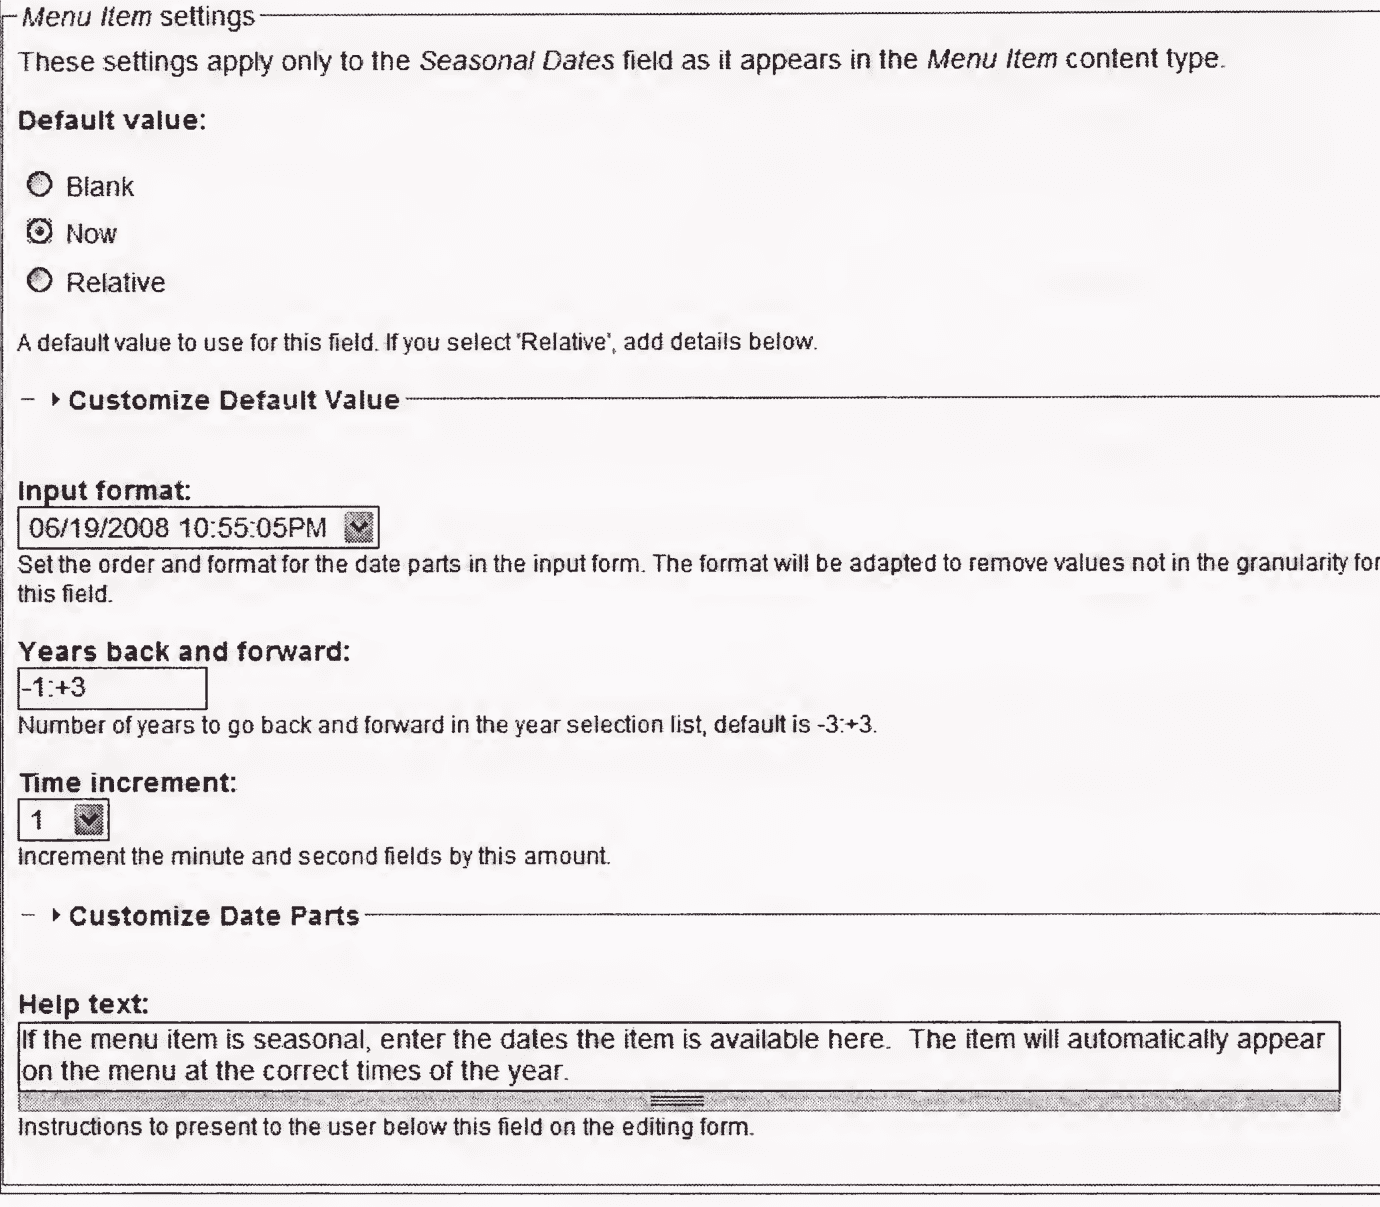 Menu Item settings
These settings apply only to the Seasonal Dates field as it appears in the Menu Item content type.
Default value:
Blank
Now
Relative
A default value to use for this field. If you select 'Relative', add details below.
Customize Default Value
Input format:
06/19/2008 10:55:05PM
Set the order and format for the date parts in the input form. The format will be adapted to remove values not in the granularity for
this field.
Years back and forward:
-1:+3
Number of years to go back and forward in the year selection list, default is -3:+3.
Time increment:
1
Increment the minute and second fields by this amount.
Customize Date Parts
Help text:
If the menu item is seasonal, enter the dates the item is available here.  The item will automatically appear
on the menu at the correct times of the year.
Instructions to present to the user below this field on the editing form.